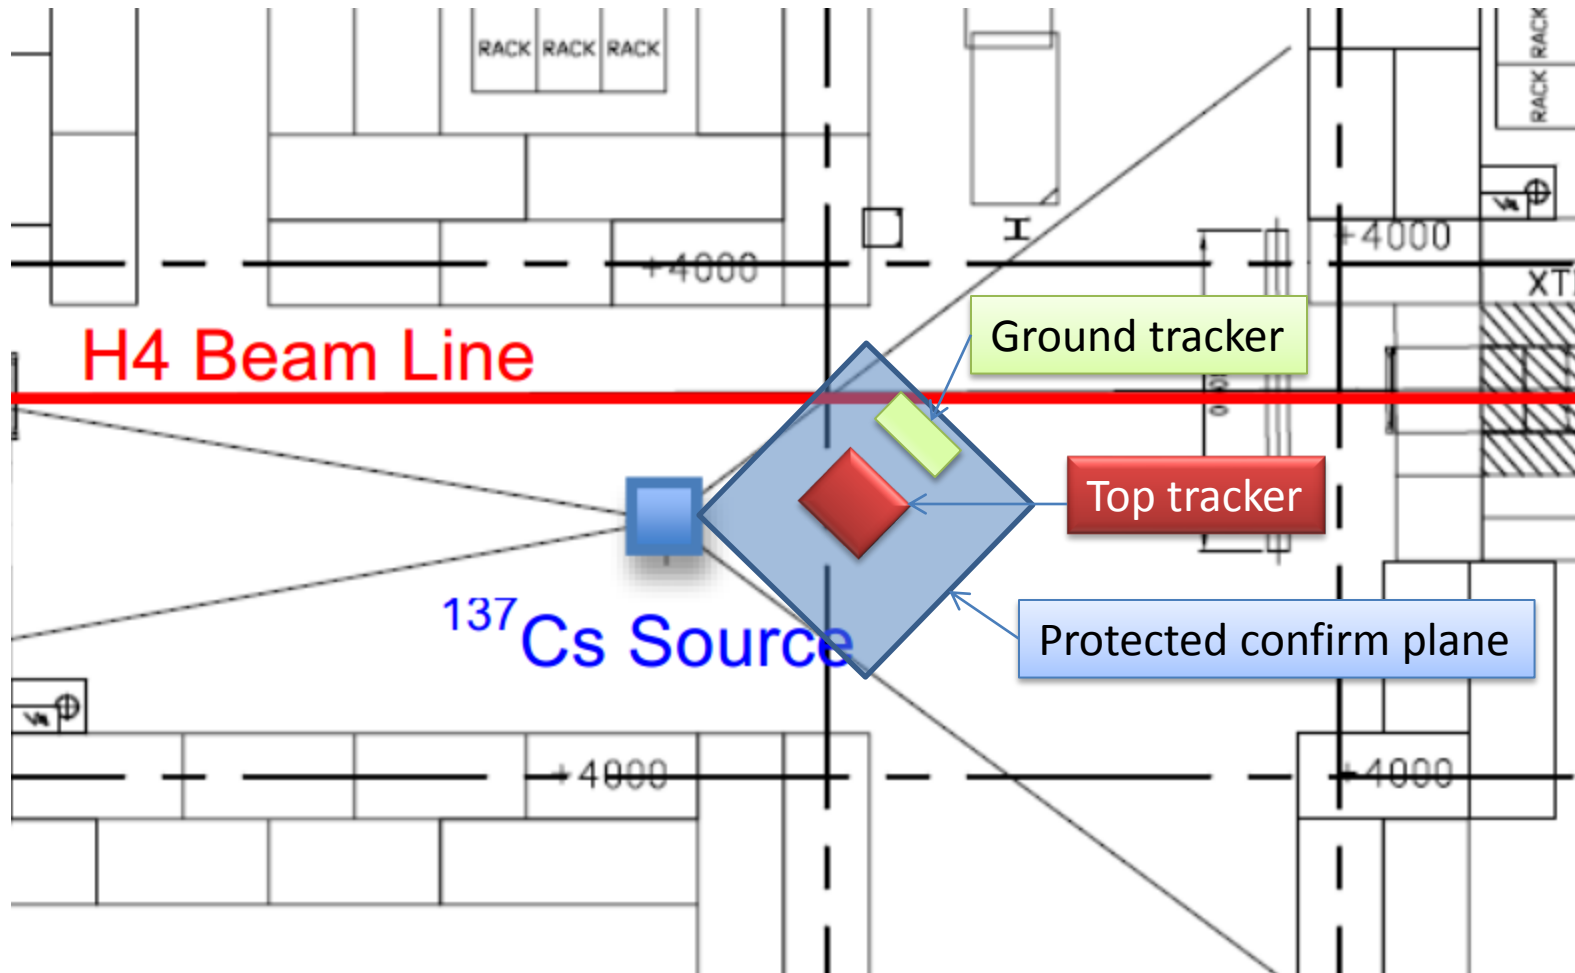 RACK RACK RACK
RACK
RACK
+4000
+4000
XT
H4 Beam Line
Ground tracker
Top tracker
137Cs Source
Protected confirm plane
+4000
+4000